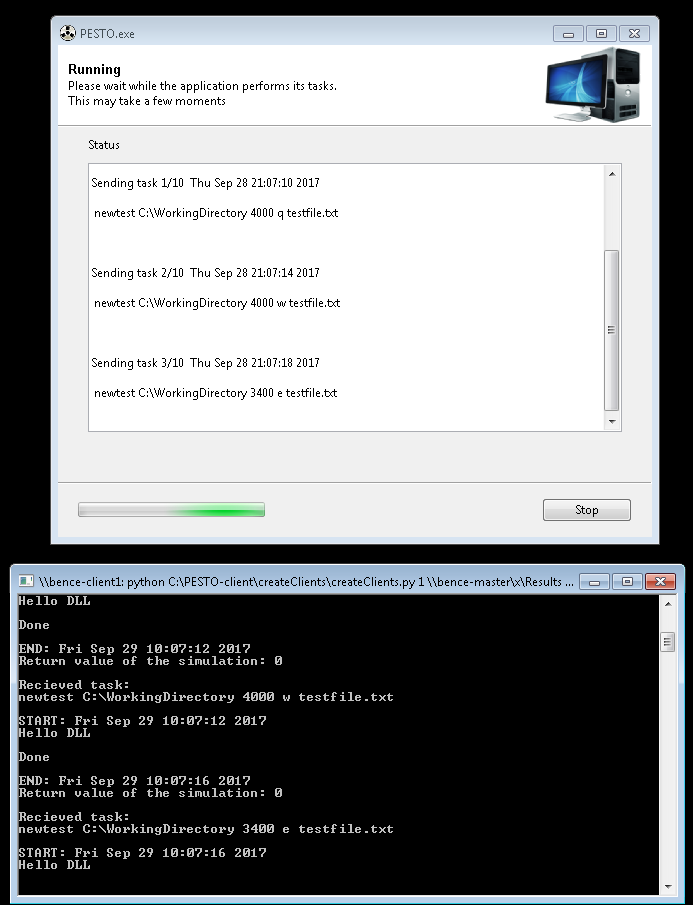 PESTO.exe
Running
Please wait while the application performs its tasks.
This may take a few moments
Status
Sending task 1/10 Thu Sep 28 21:07:10 2017
newtest C:\WorkingDirectory 4000 q testfile.txt
Sending task 2/10 Thu Sep 28 21:07:14 2017
newtest C:\WorkingDirectory 4000 w testfile.txt
Sending task 3/10 Thu Sep 28 21:07:18 2017
newtest C:\WorkingDirectory 3400 e testfile.txt
Stop
\\bence-client1: python C:\PESTO-client\createClients\createClients.py 1 \\bence-master\x\Results ...
Hello DLL
Done
END: Fri Sep 29 10:07:12 2017
Return value of the simulation: 0
Recieved task:
newtest C:\WorkingDirectory 4000 w testfile.txt
START: Fri Sep 29 10:07:12 2017
Hello DLL
Done
END: Fri Sep 29 10:07:16 2017
Return value of the simulation: 0
Recieved task:
newtest C:\WorkingDirectory 3400 e testfile.txt
START: Fri Sep 29 10:07:16 2017
Hello DLL